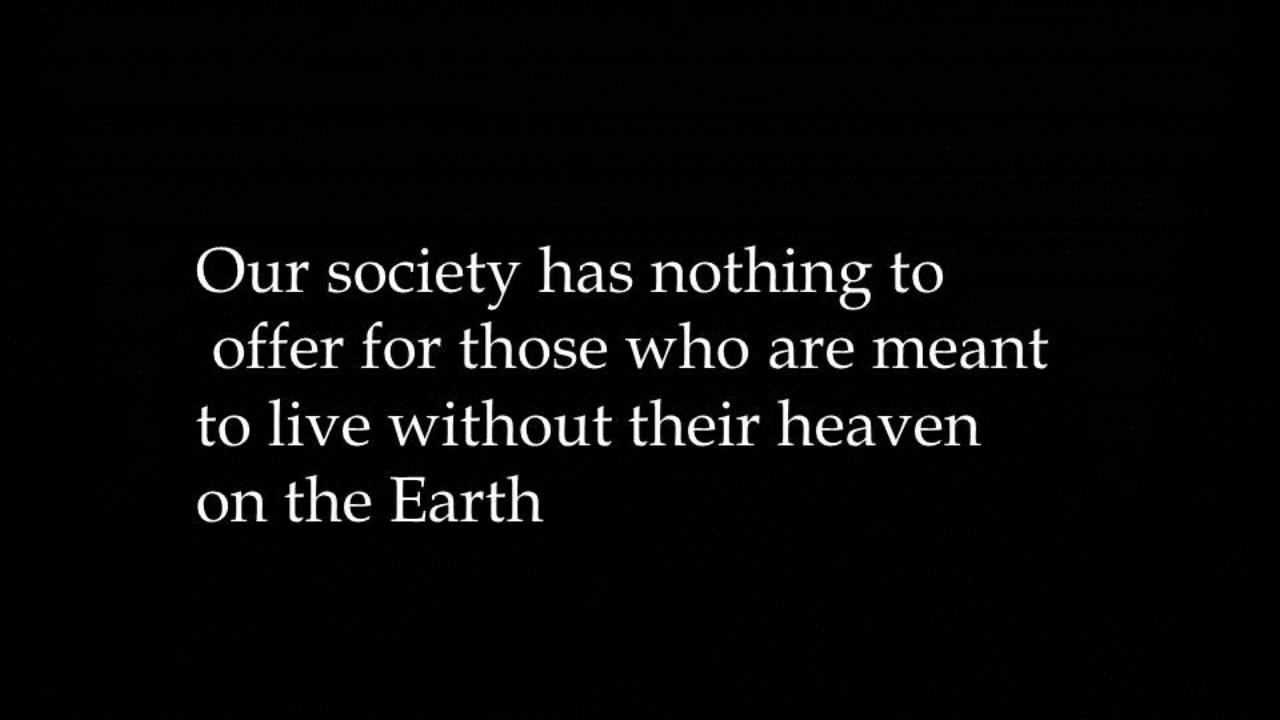 Our society has nothing to
offer for those who are meant
to live without their heaven
on the Earth